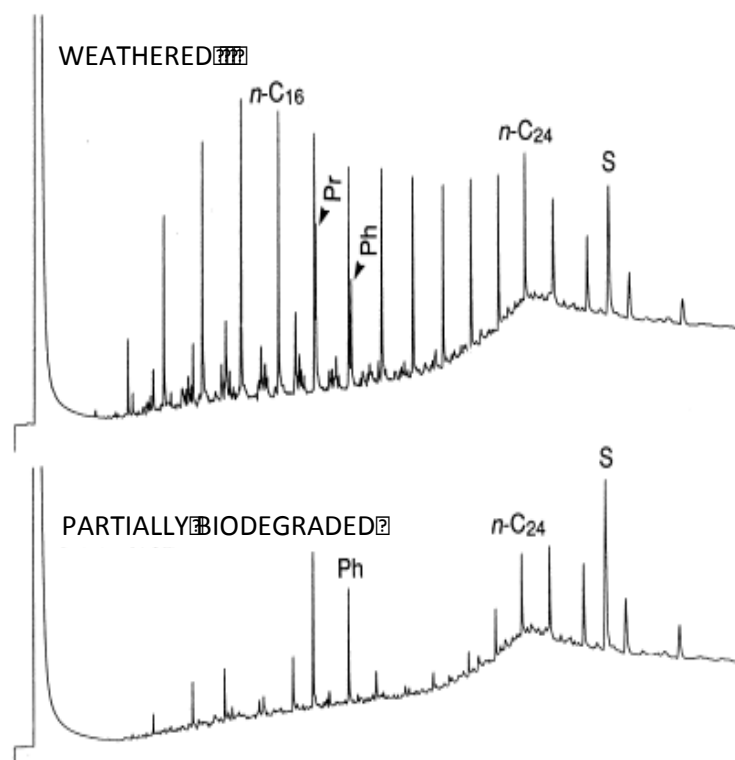 WEATHERED
n-C16
n-C24
S
Pr
Ph
PARTIALLY BIODEGRADED
S
n-C24
Ph